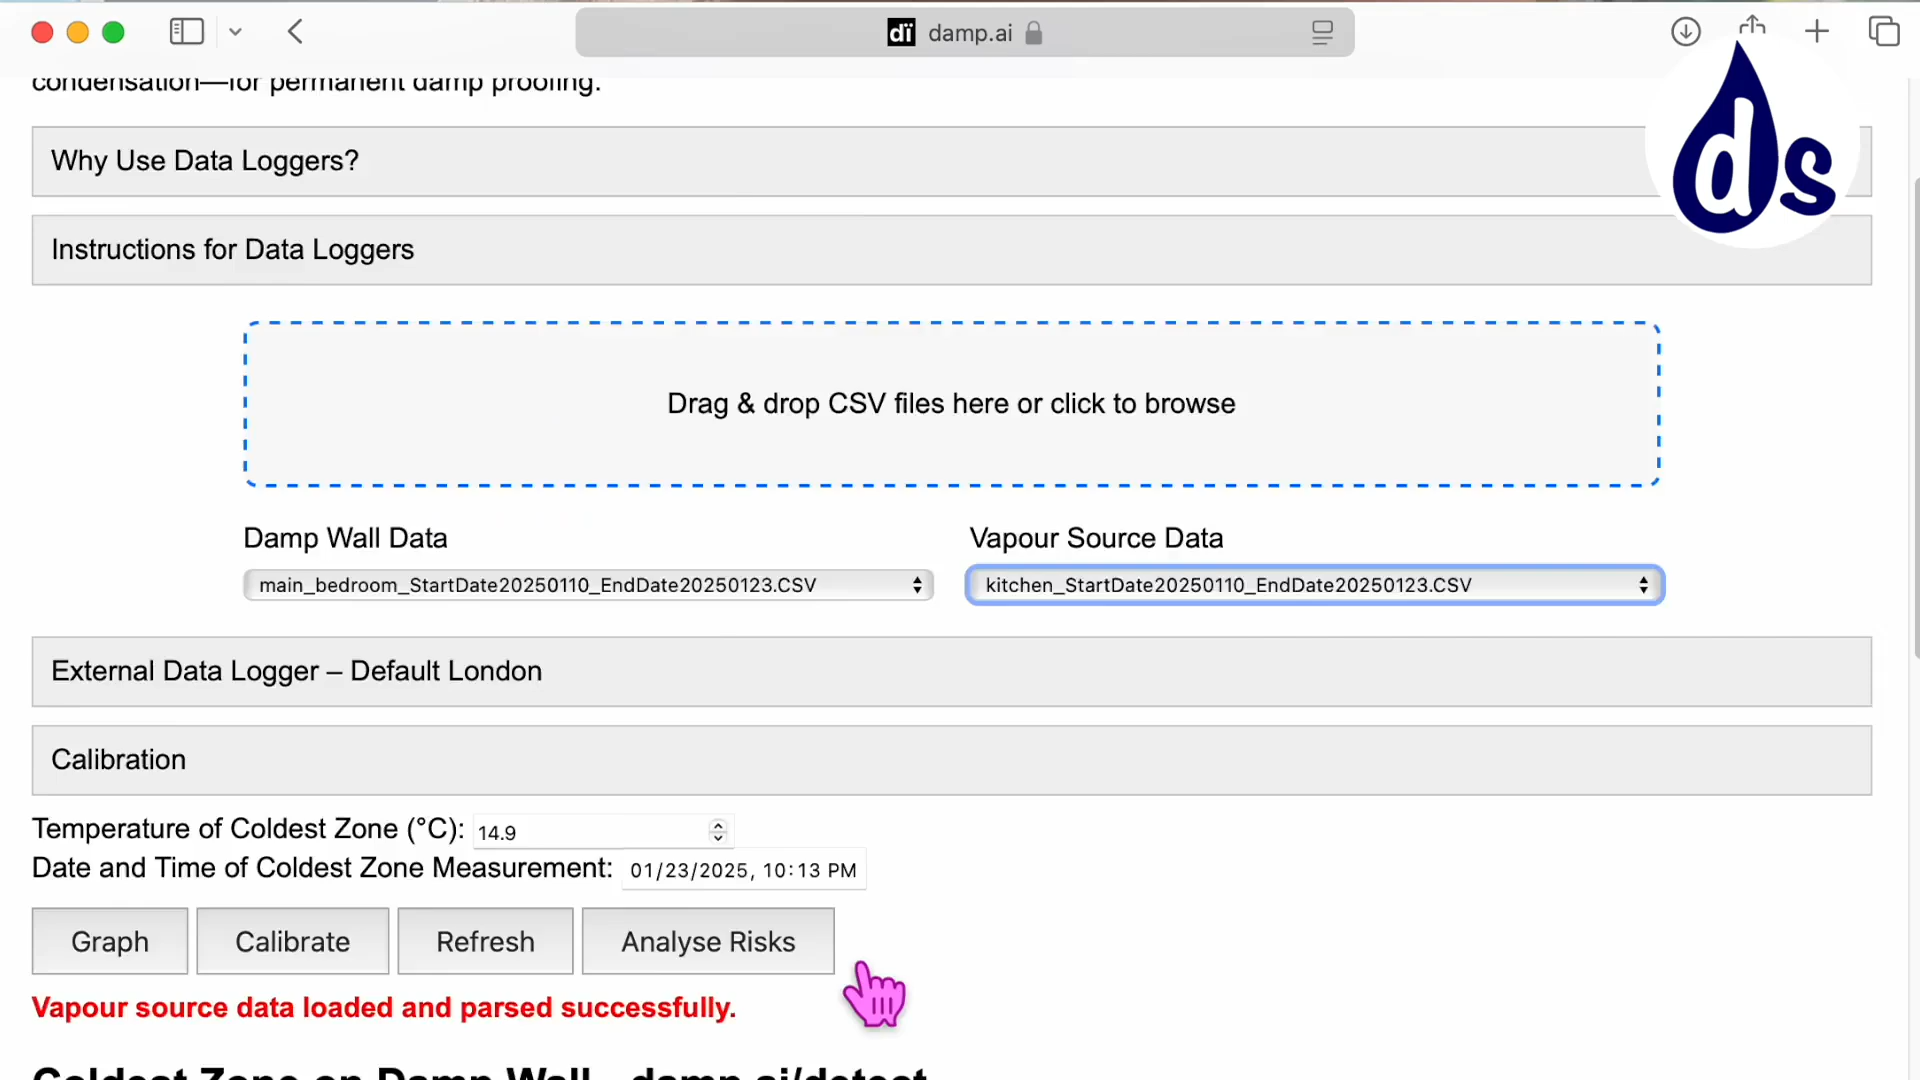 di damp.ai
condensation—for permanent damp proofing.
ds
Why Use Data Loggers?
Instructions for Data Loggers
Drag & drop CSV files here or click to browse
Damp Wall Data
Vapour Source Data
main_bedroom_StartDate20250110_EndDate20250123.CSV
kitchen_StartDate20250110_EndDate20250123.CSV
External Data Logger – Default London
Calibration
Temperature of Coldest Zone (°C): 14.9
Date and Time of Coldest Zone Measurement: 01/23/2025, 10:13 PM
Graph
Calibrate
Refresh
Analyse Risks
Vapour source data loaded and parsed successfully.
Coldest Zone on Damp Wall - damp.ai/detect